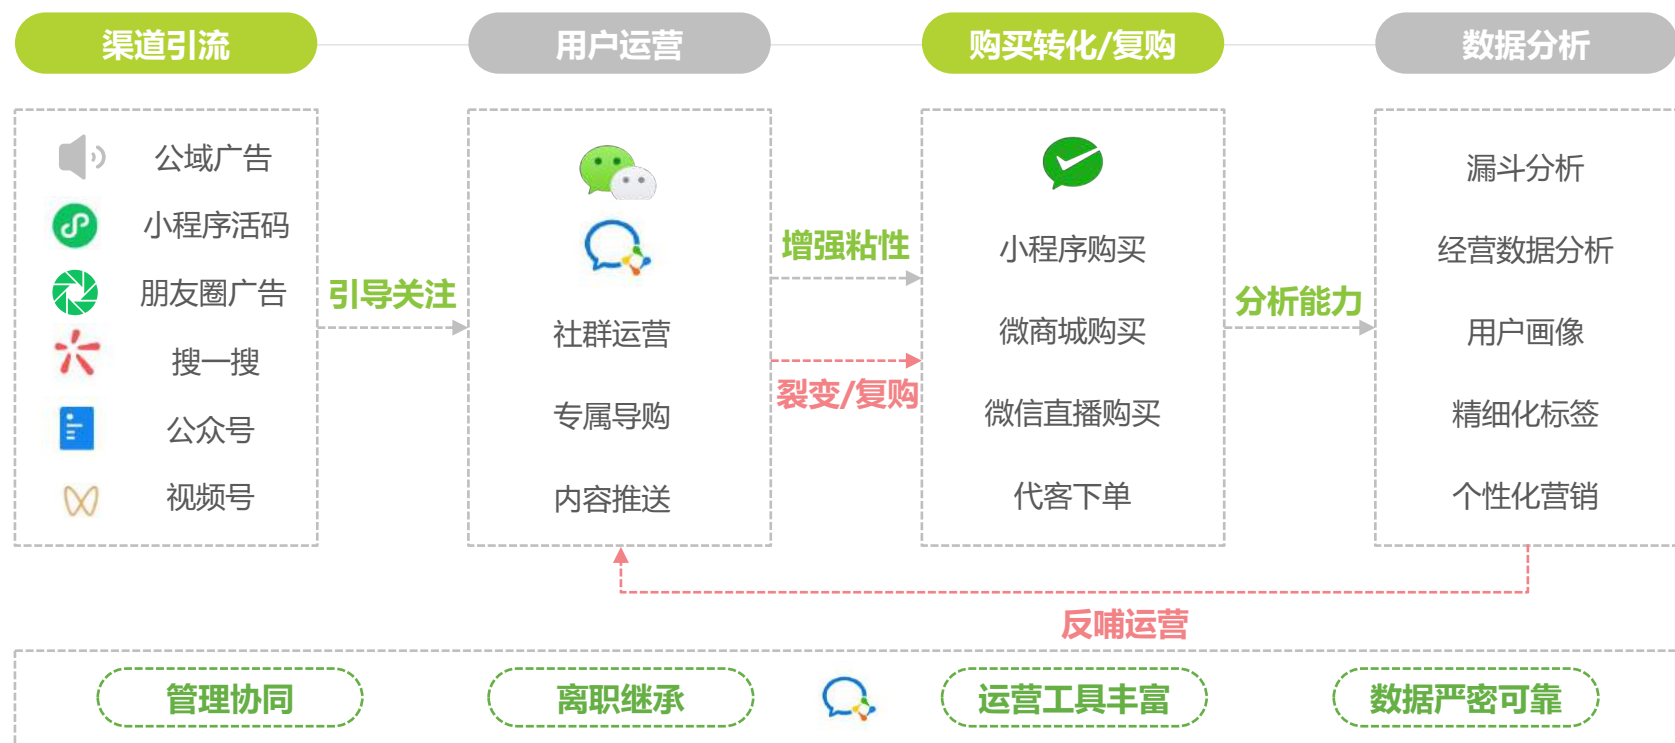 渠道引流
用户运营
购买转化/复购
数据分析
公域广告
小程序活码
朋友圈广告
搜一搜
公众号
视频号
引导关注
社群运营
专属导购
内容推送
增强粘性
裂变/复购
小程序购买
微商城购买
微信直播购买
代客下单
分析能力
漏斗分析
经营数据分析
用户画像
精细化标签
个性化营销
反哺运营
管理协同
离职继承
运营工具丰富
数据严密可靠